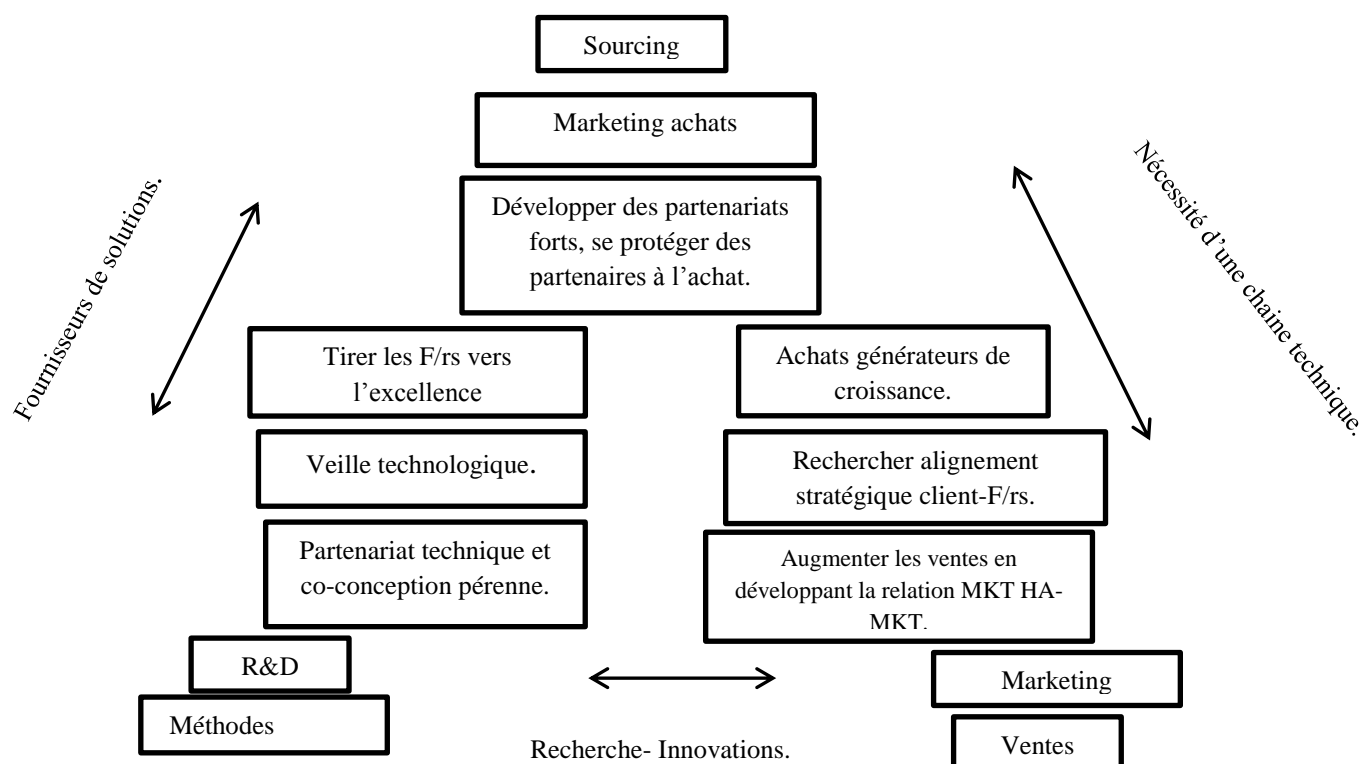 Sourcing
Marketing achats
Développer des partenariats
forts, se protéger des
partenaires à l’achat.
Fournisseurs de solutions.
Nécessité d’une chaine technique.
Tirer les F/rs vers
l’excellence
Achats générateurs de
croissance.
Veille technologique.
Rechercher alignement
stratégique client-F/rs.
Partenariat technique et
co-conception pérenne.
Augmenter les ventes en
développant la relation MKT HA-
MKT.
R&D
Marketing
Méthodes
Ventes
Recherche- Innovations.